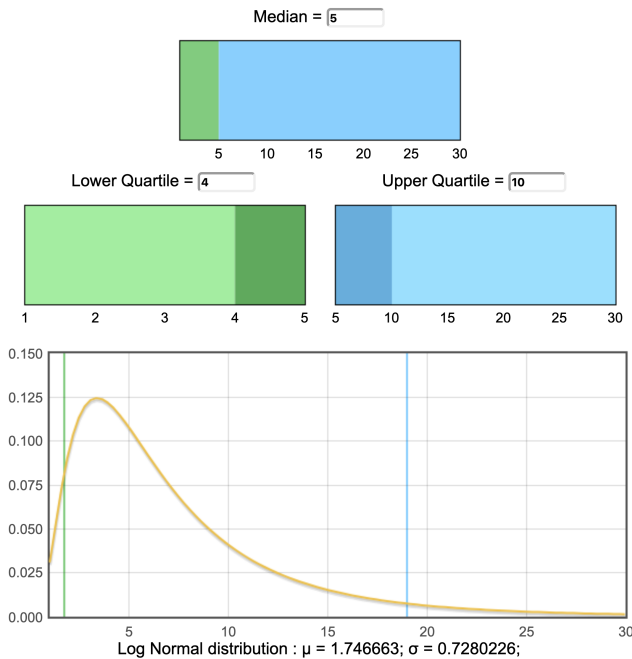 Median = 5
5 10 15 20 25 30
Lower Quartile = 4
Upper Quartile = 10
1 2 3 4 5
5 10 15 20 25 30
0.150
0.125
0.100
0.075
0.050
0.025
0.000
5 10 15 20 25 30
Log Normal distribution : μ = 1.746663; σ = 0.7280226;